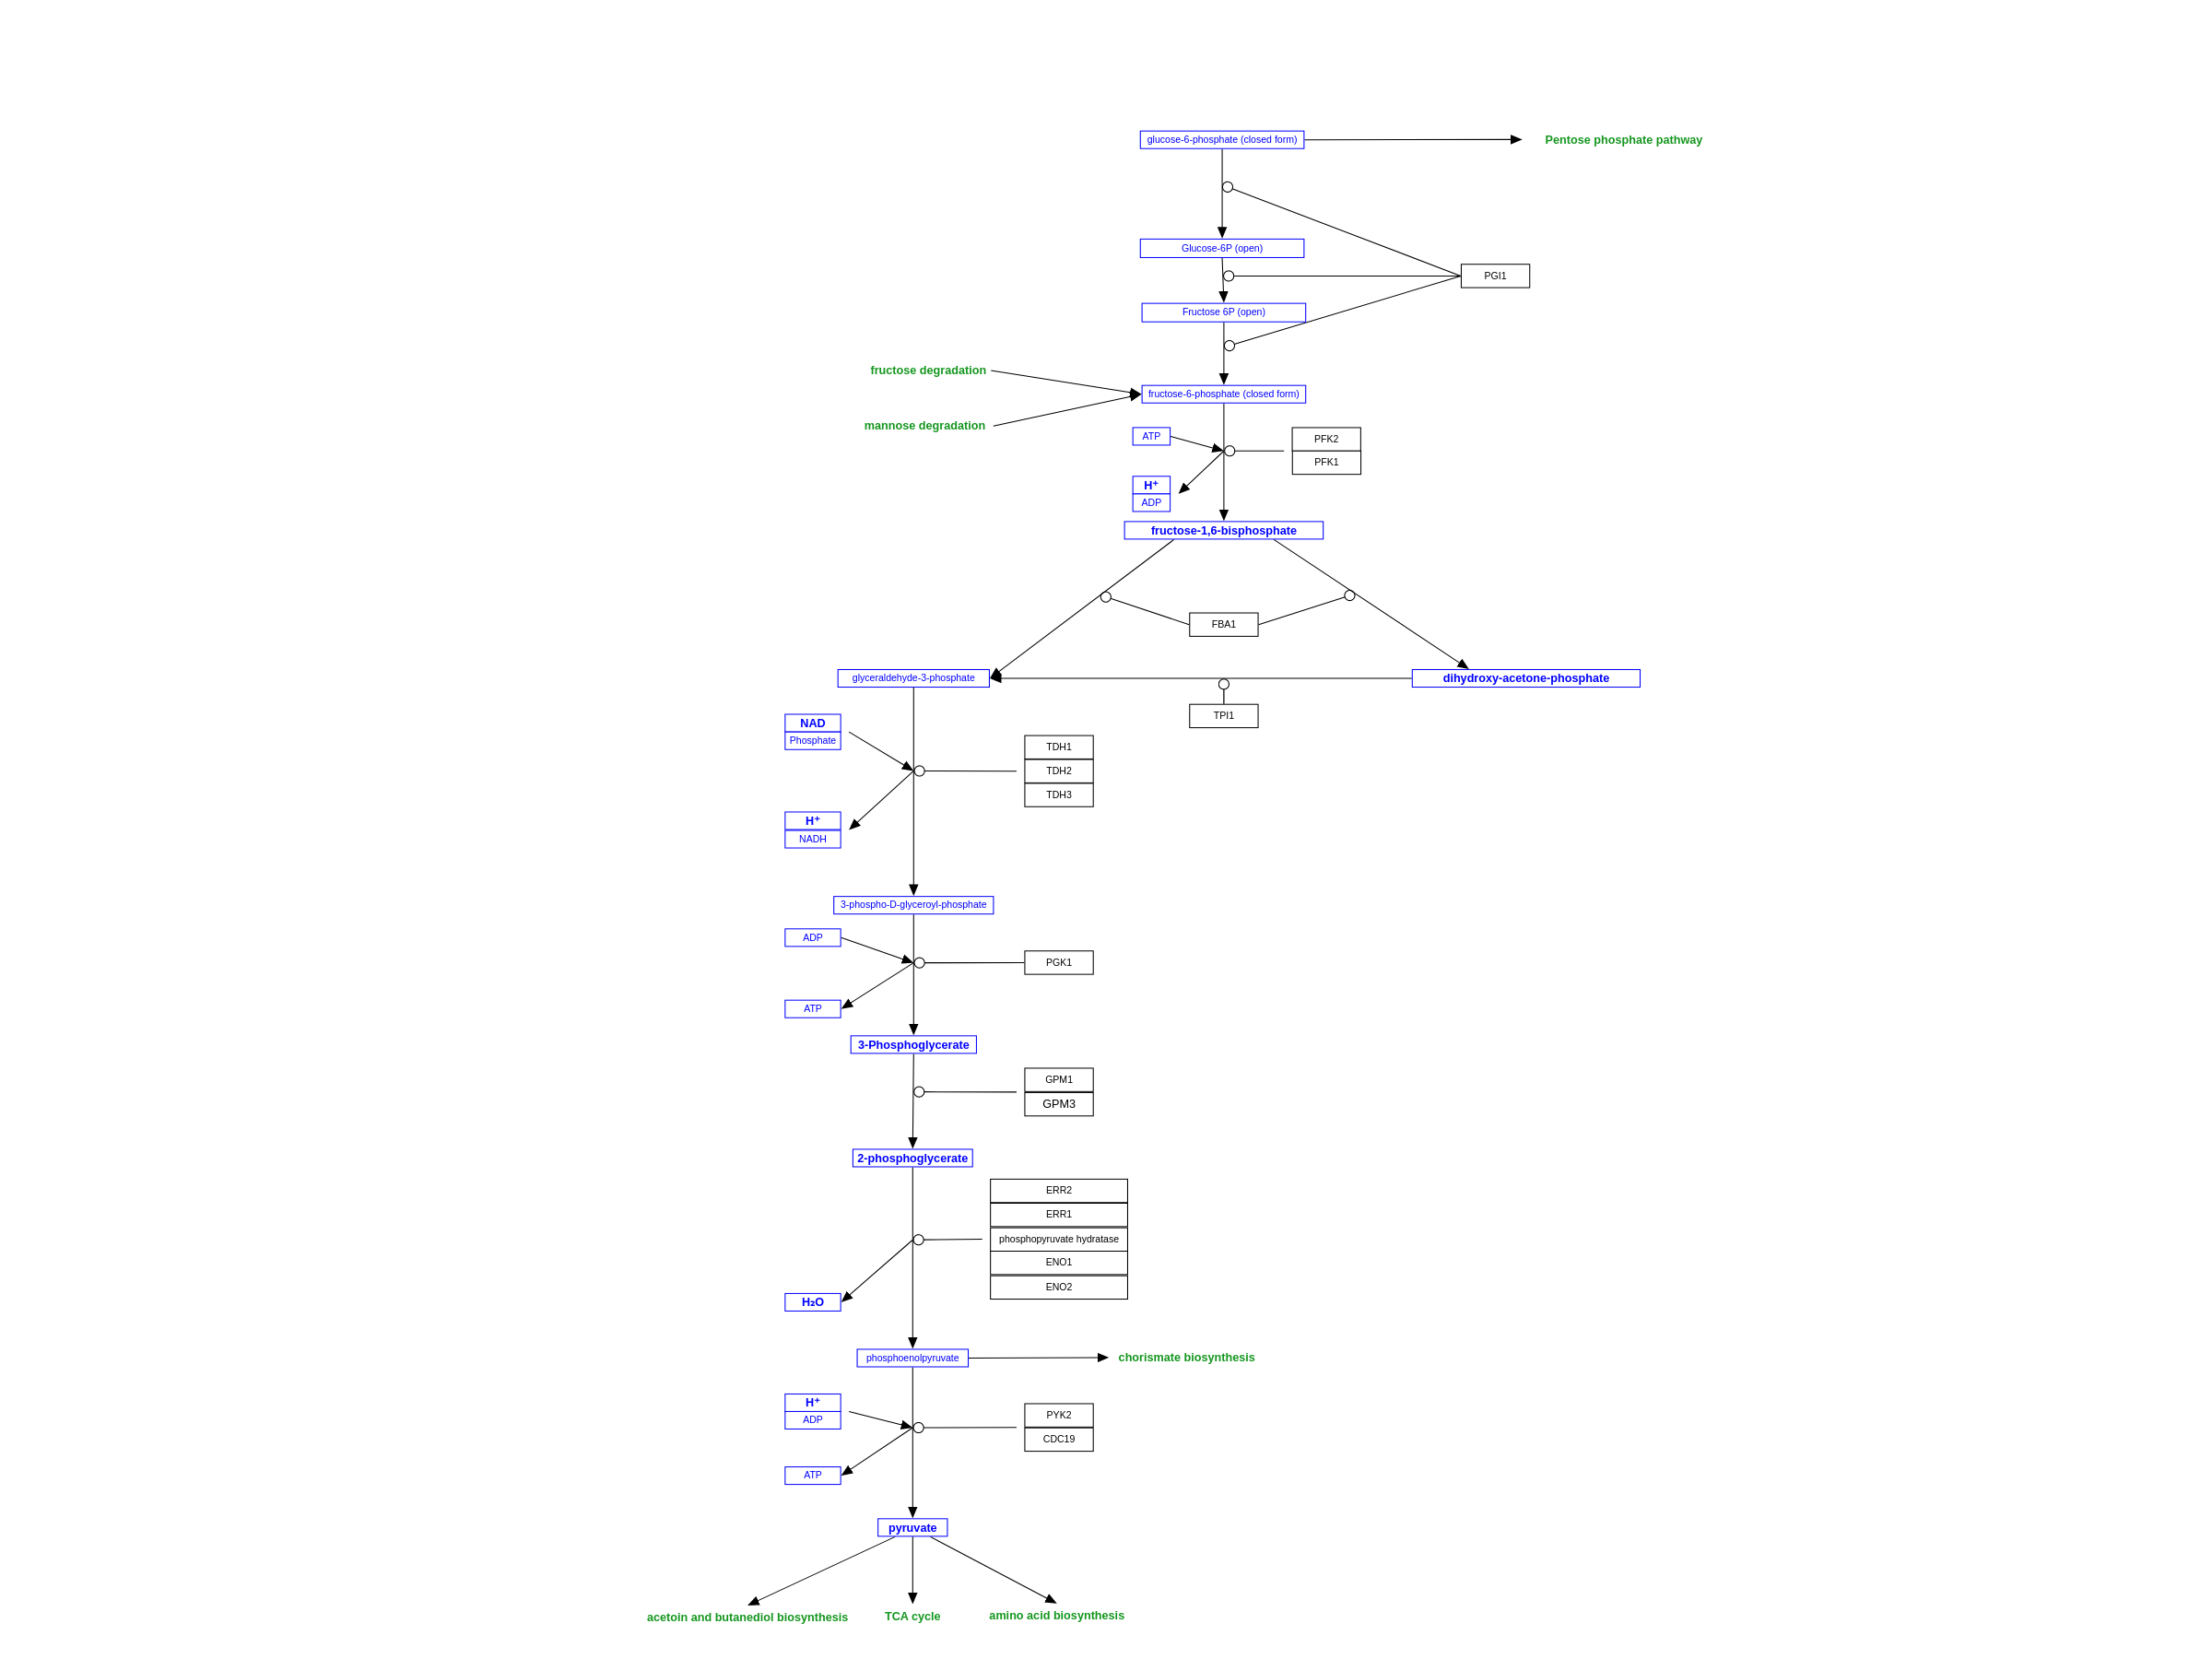 glucose-6-phosphate (closed form)
Pentose phosphate pathway
Glucose-6P (open)
PGI1
Fructose 6P (open)
fructose degradation
fructose-6-phosphate (closed form)
mannose degradation
ATP
PFK2
PFK1
H⁺
ADP
fructose-1,6-bisphosphate
FBA1
glyceraldehyde-3-phosphate
dihydroxy-acetone-phosphate
TPI1
NAD
Phosphate
TDH1
TDH2
TDH3
H⁺
NADH
3-phospho-D-glyceroyl-phosphate
ADP
PGK1
ATP
3-Phosphoglycerate
GPM1
GPM3
2-phosphoglycerate
ERR2
ERR1
phosphopyruvate hydratase
ENO1
ENO2
H₂O
phosphoenolpyruvate
chorismate biosynthesis
H⁺
ADP
PYK2
CDC19
ATP
pyruvate
acetoin and butanediol biosynthesis
TCA cycle
amino acid biosynthesis